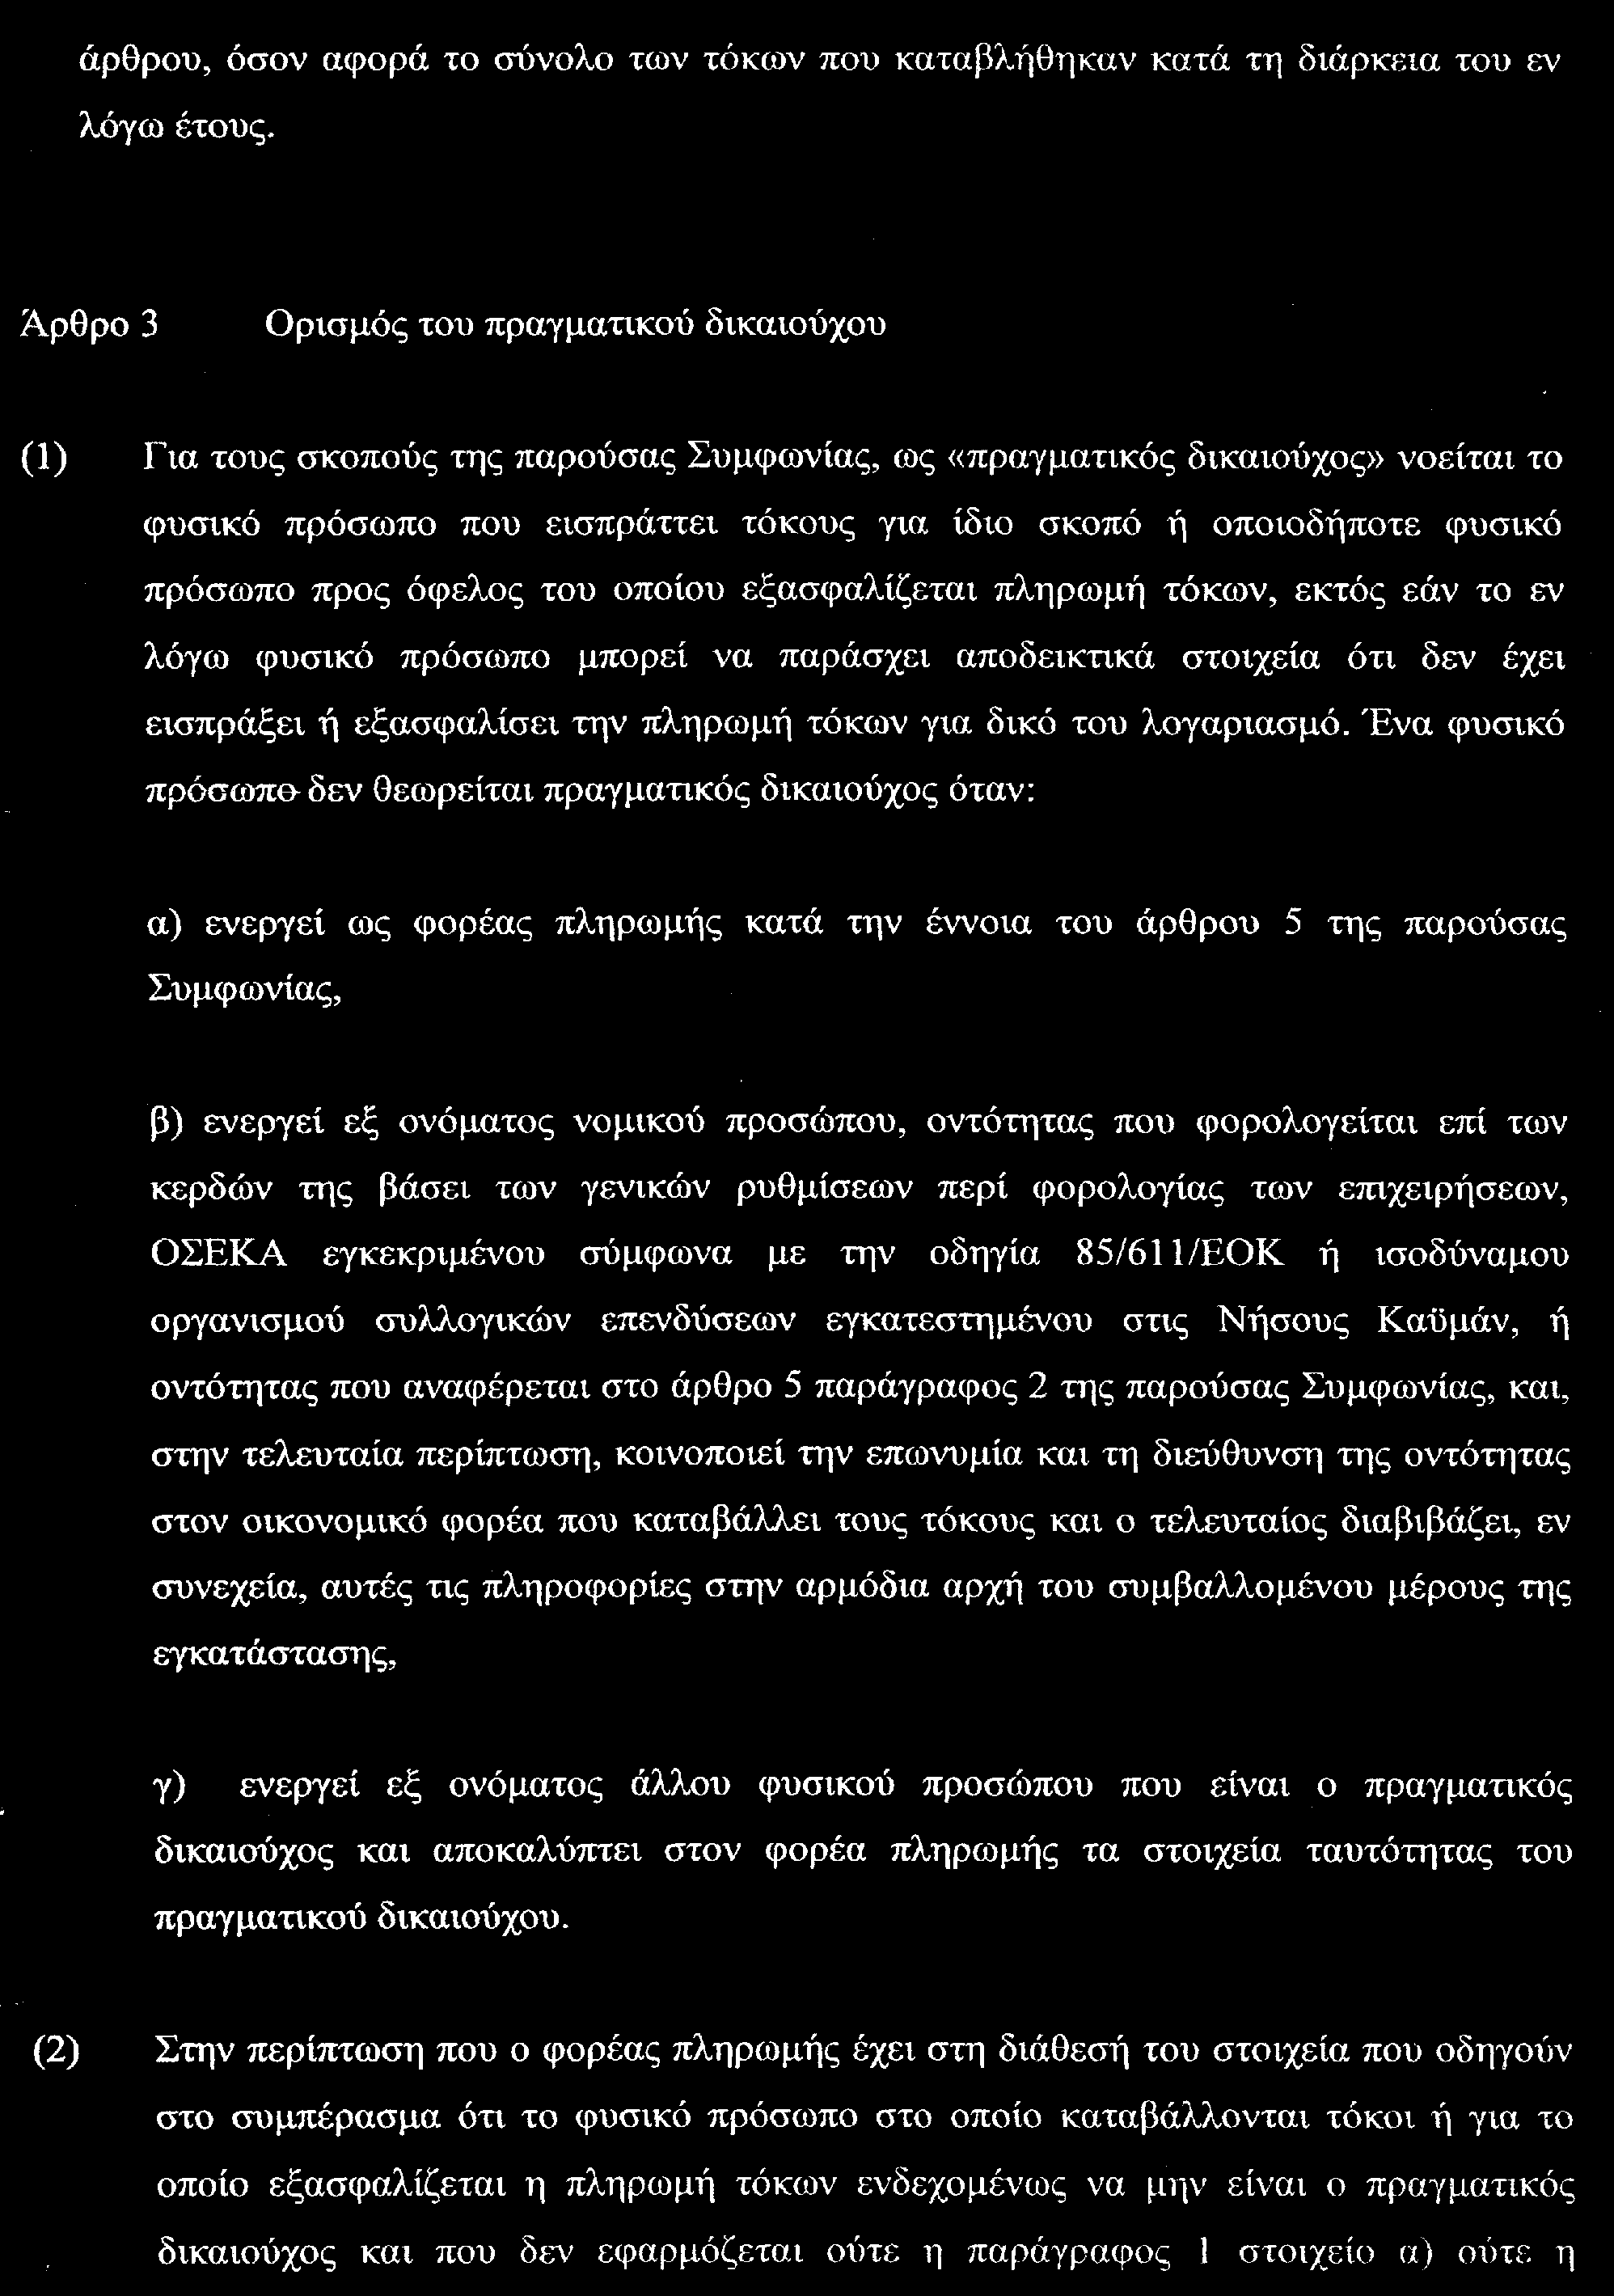 άρθρου, όσον αφορά το σύνολο των τόκων που καταβλήθηκαν κατά τη διάρκεια του εν
λόγω έτους.
Άρθρο 3 Ορισμός του πραγματικού δικαιούχου
(1) Για τους σκοπούς της παρούσας Συμφωνίας, ως «πραγματικός δικαιούχος» νοείται το
φυσικό πρόσωπο που εισπράττει τόκους για ίδιο σκοπό ή οποιοδήποτε φυσικό
πρόσωπο προς όφελος του οποίου εξασφαλίζεται πληρωμή τόκων, εκτός εάν το εν
λόγω φυσικό πρόσωπο μπορεί να παράσχει αποδεικτικά στοιχεία ότι δεν έχει
εισπράξει ή εξασφαλίσει την πληρωμή τόκων για δικό του λογαριασμό. Ένα φυσικό
πρόσωπο δεν θεωρείται πραγματικός δικαιούχος όταν:
α) ενεργεί ως φορέας πληρωμής κατά την έννοια του άρθρου 5 της παρούσας
Συμφωνίας,
β) ενεργεί εξ ονόματος νομικού προσώπου, οντότητας που φορολογείται επί των
κερδών της βάσει των γενικών ρυθμίσεων περί φορολογίας των επιχειρήσεων,
ΟΣΕΚΑ εγκεκριμένου σύμφωνα με την οδηγία 85/611/ΕΟΚ ή ισοδύναμου
οργανισμού συλλογικών επενδύσεων εγκατεστημένου στις Νήσους Καϋμάν, ή
οντότητας που αναφέρεται στο άρθρο 5 παράγραφος 2 της παρούσας Συμφωνίας, και,
στην τελευταία περίπτωση, κοινοποιεί την επωνυμία και τη διεύθυνση της οντότητας
στον οικονομικό φορέα που καταβάλλει τους τόκους και ο τελευταίος διαβιβάζει, εν
συνεχεία, αυτές τις πληροφορίες στην αρμόδια αρχή του συμβαλλομένου μέρους της
εγκατάστασης,
γ) ενεργεί εξ ονόματος άλλου φυσικού προσώπου που είναι ο πραγματικός
δικαιούχος και αποκαλύπτει στον φορέα πληρωμής τα στοιχεία ταυτότητας του
πραγματικού δικαιούχου.
(2) Στην περίπτωση που ο φορέας πληρωμής έχει στη διάθεσή του στοιχεία που οδηγούν
στο συμπέρασμα ότι το φυσικό πρόσωπο στο οποίο καταβάλλονται τόκοι ή για το
οποίο εξασφαλίζεται η πληρωμή τόκων ενδεχομένως να μην είναι ο πραγματικός
δικαιούχος και που δεν εφαρμόζεται ούτε η παράγραφος 1 στοιχείο α) ούτε η